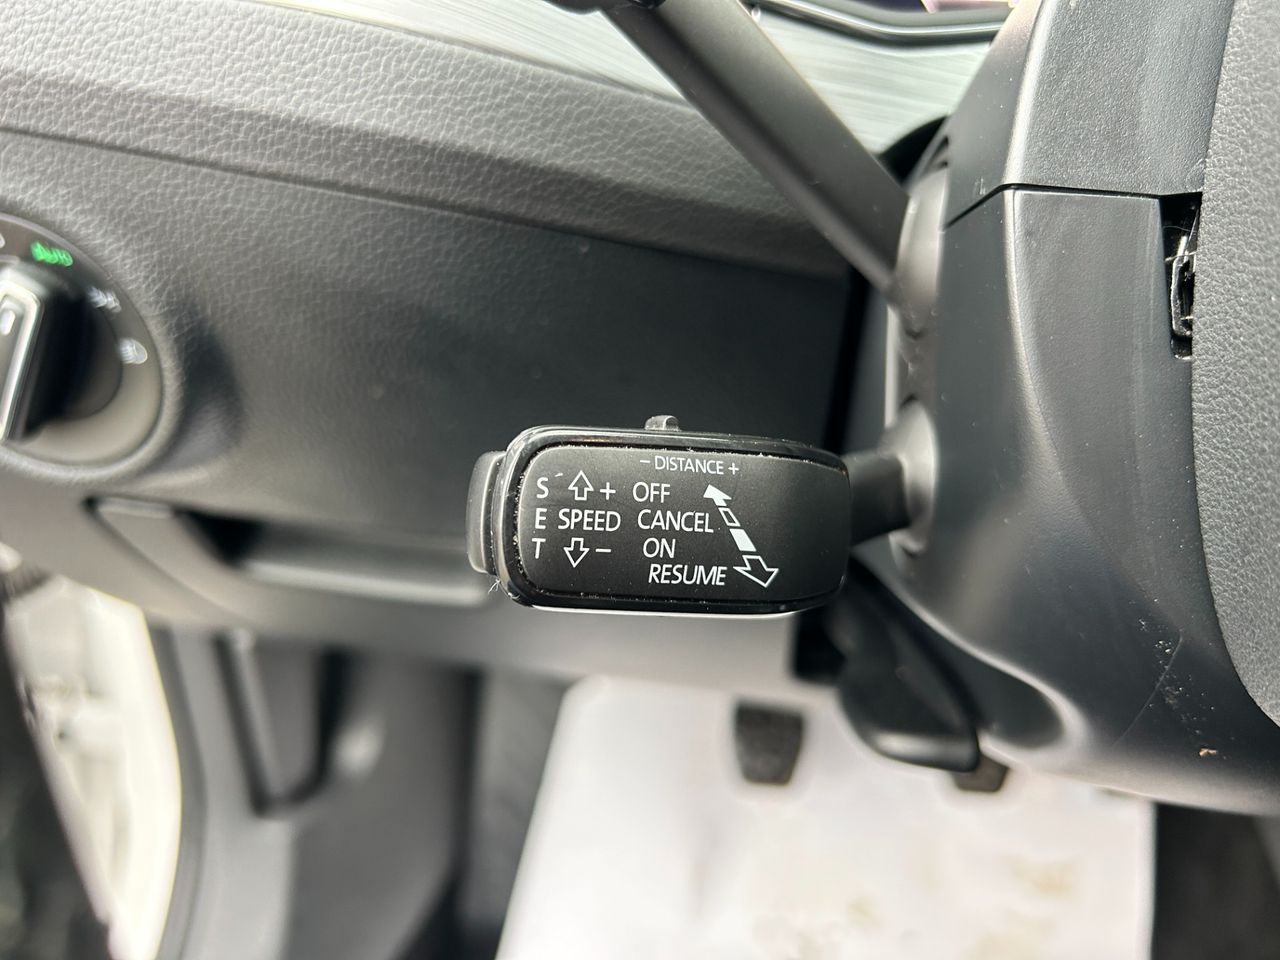 - DISTANCE +
S + OFF
E SPEED CANCEL
T - ON
RESUME